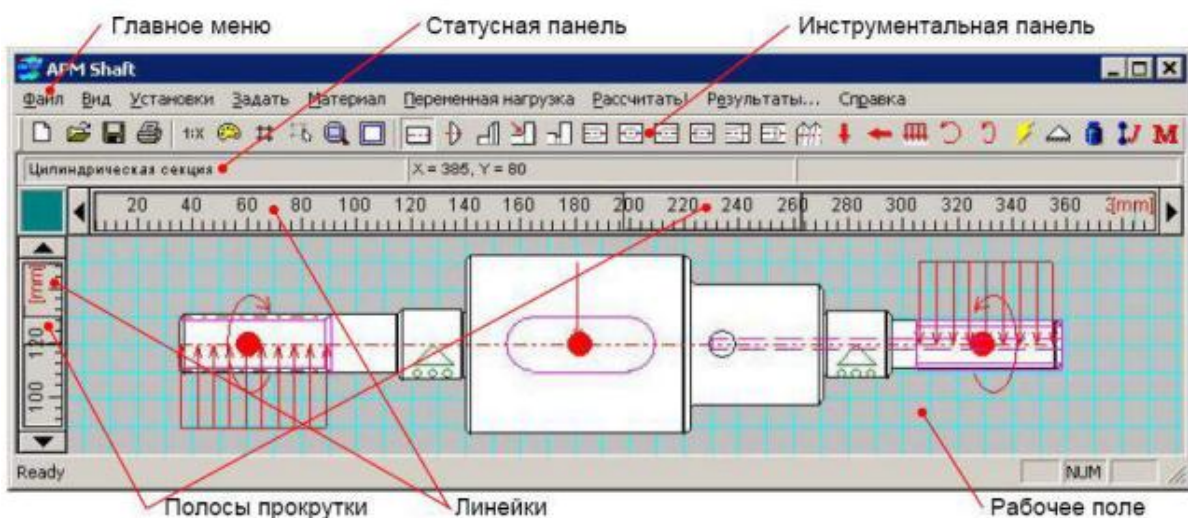 Главное меню Статусная панель Инструментальная панель
APM Shaft
Файл Вид Установки Задать Материал Переменная нагрузка Рассчитать! Результаты... Справка
1:X M
Цилиндрическая секция X = 385, Y = 80
20 40 60 80 100 120 140 160 180 200 220 240 260 280 300 320 340 360 [mm]
[mm]
120
100
Ready NUM
Полосы прокрутки Линейки Рабочее поле